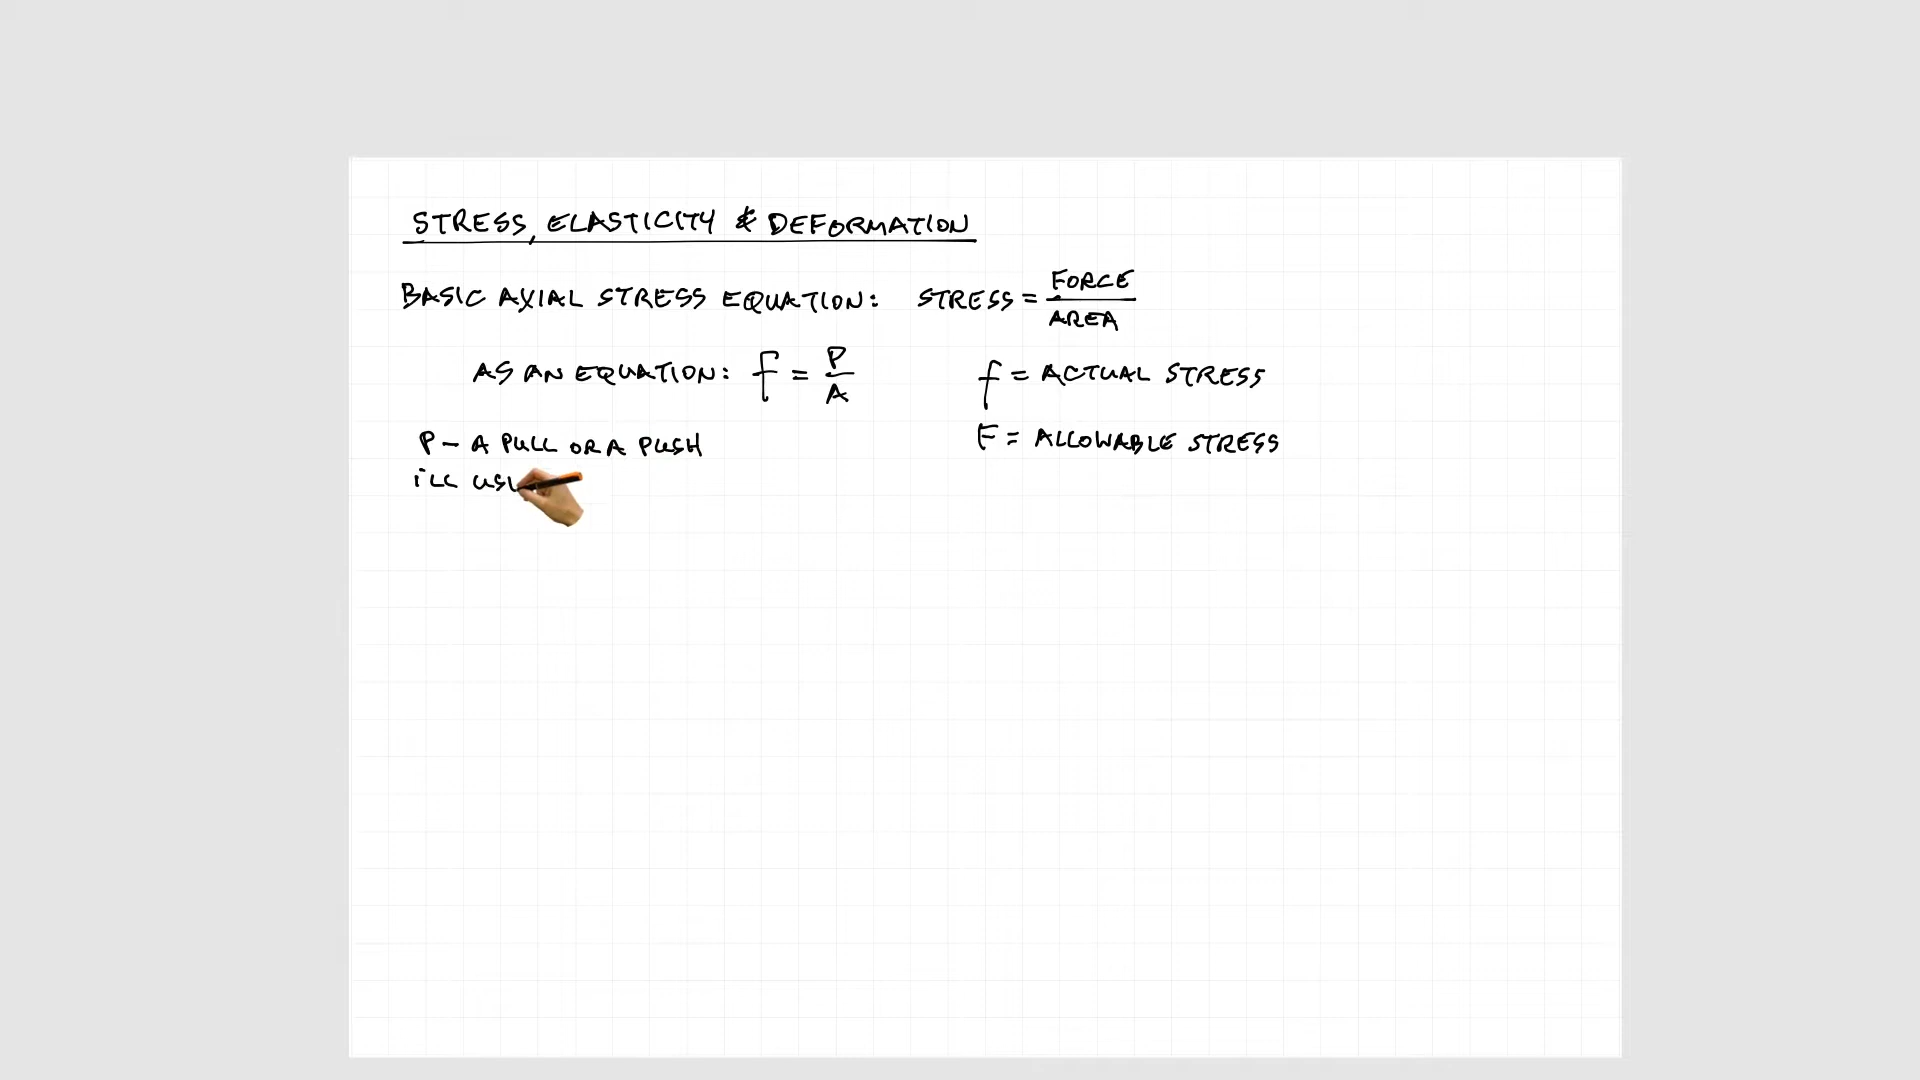 STRESS, ELASTICITY & DEFORMATION
BASIC AXIAL STRESS EQUATION: STRESS = FORCE / AREA
AS AN EQUATION: f = P / A
f = ACTUAL STRESS
P - A PULL OR A PUSH
F = ALLOWABLE STRESS
iLL